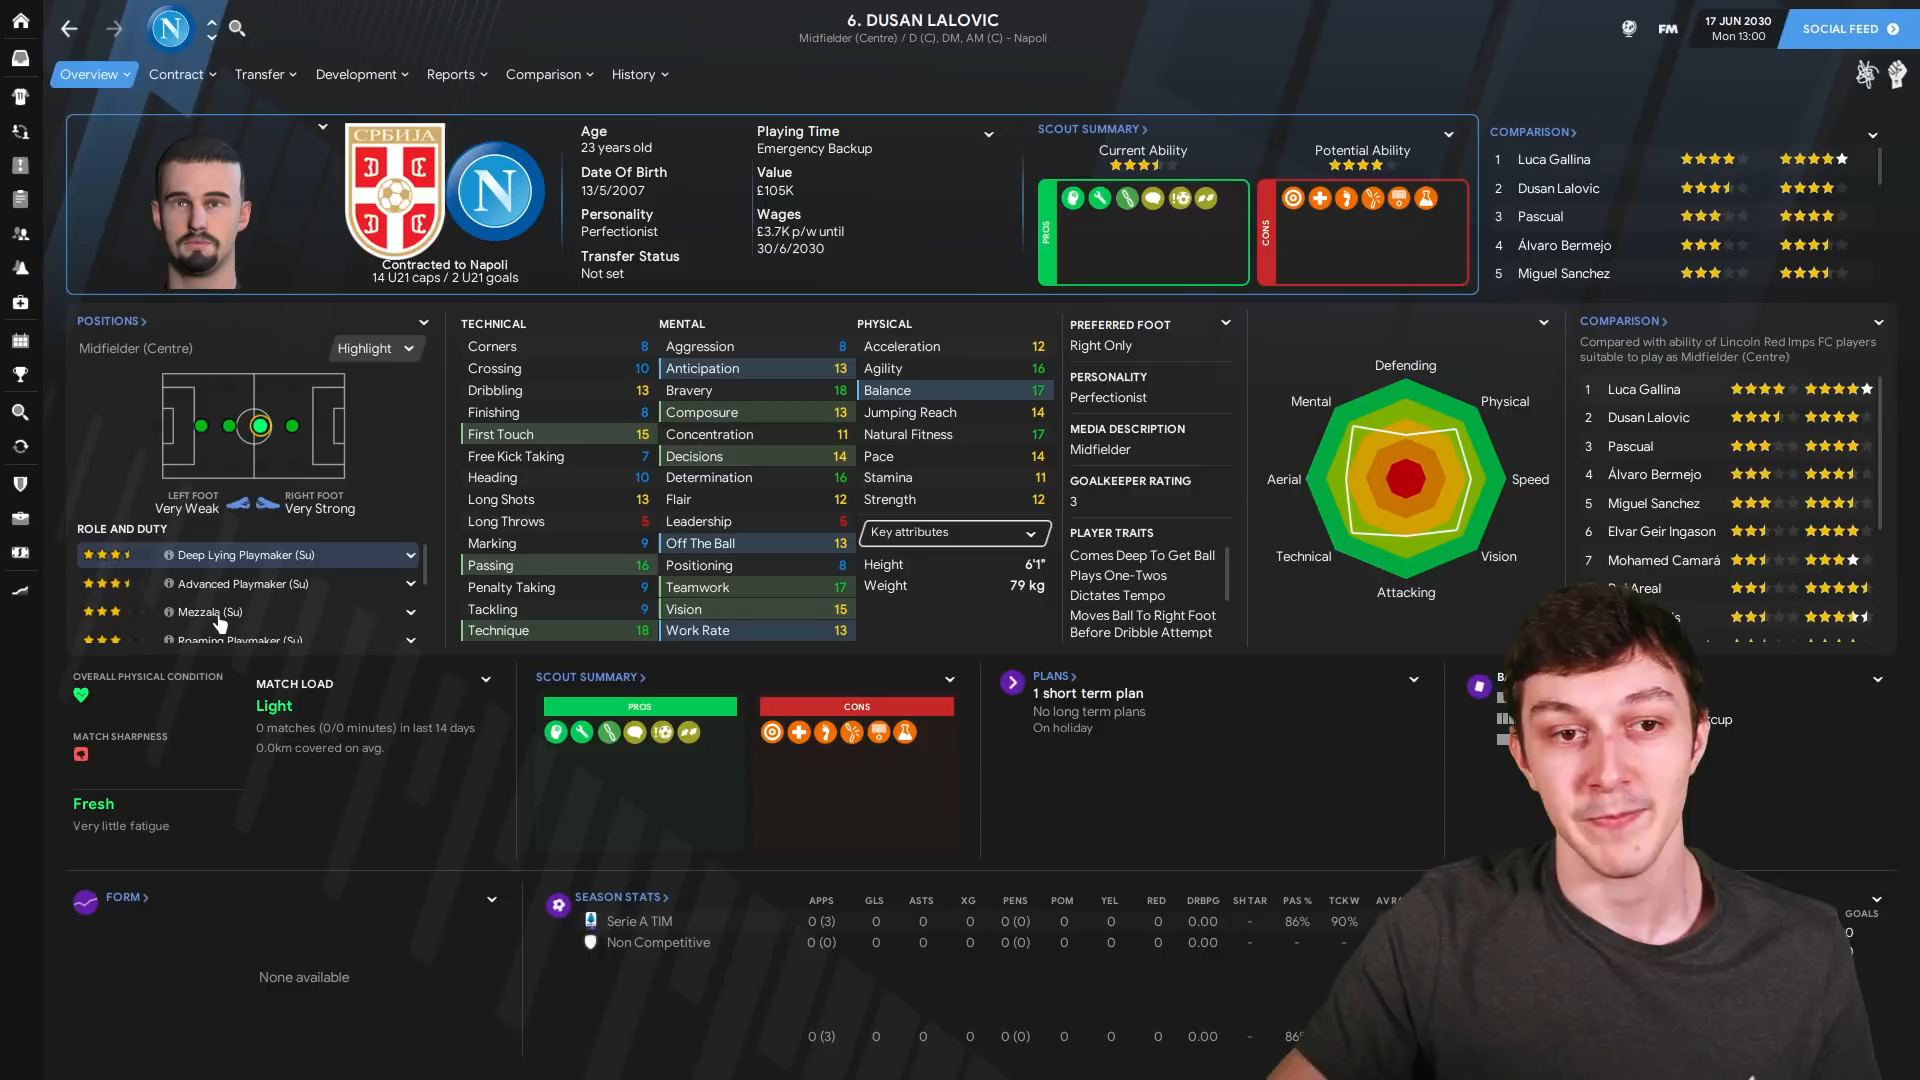 6. DUSAN LALOVIC
Midfielder (Centre) / D (C), DM, AM (C) - Napoli
FM
17 JUN 2030
Mon 13:00
SOCIAL FEED
Overview
Contract
Transfer
Development
Reports
Comparison
History
СРБИЈА
N
Contracted to Napoli
14 U21 caps / 2 U21 goals
Age
23 years old
Date Of Birth
13/5/2007
Personality
Perfectionist
Transfer Status
Not set
Playing Time
Emergency Backup
Value
£105K
Wages
£3.7K p/w until
30/6/2030
SCOUT SUMMARY
Current Ability
Potential Ability
PROS
CONS
COMPARISON
1 Luca Gallina
2 Dusan Lalovic
3 Pascual
4 Álvaro Bermejo
5 Miguel Sanchez
POSITIONS
Midfielder (Centre)
Highlight
LEFT FOOT
Very Weak
RIGHT FOOT
Very Strong
ROLE AND DUTY
Deep Lying Playmaker (Su)
Advanced Playmaker (Su)
Mezzala (Su)
Roaming Playmaker (Su)
TECHNICAL
Corners 8
Crossing 10
Dribbling 13
Finishing 8
First Touch 15
Free Kick Taking 7
Heading 10
Long Shots 13
Long Throws 5
Marking 9
Passing 16
Penalty Taking 9
Tackling 9
Technique 18
MENTAL
Aggression 8
Anticipation 13
Bravery 18
Composure 13
Concentration 11
Decisions 14
Determination 16
Flair 12
Leadership 5
Off The Ball 13
Positioning 8
Teamwork 17
Vision 15
Work Rate 13
PHYSICAL
Acceleration 12
Agility 16
Balance 17
Jumping Reach 14
Natural Fitness 17
Pace 14
Stamina 11
Strength 12
Key attributes
Height 6'1"
Weight 79 kg
PREFERRED FOOT
Right Only
PERSONALITY
Perfectionist
MEDIA DESCRIPTION
Midfielder
GOALKEEPER RATING
3
PLAYER TRAITS
Comes Deep To Get Ball
Plays One-Twos
Dictates Tempo
Moves Ball To Right Foot
Before Dribble Attempt
Defending
Physical
Speed
Vision
Attacking
Technical
Aerial
Mental
COMPARISON
Compared with ability of Lincoln Red Imps FC players
suitable to play as Midfielder (Centre)
1 Luca Gallina
2 Dusan Lalovic
3 Pascual
4 Álvaro Bermejo
5 Miguel Sanchez
6 Elvar Geir Ingason
7 Mohamed Camará
Areal
OVERALL PHYSICAL CONDITION
MATCH SHARPNESS
Fresh
Very little fatigue
MATCH LOAD
Light
0 matches (0/0 minutes) in last 14 days
0.0km covered on avg.
SCOUT SUMMARY
PROS
CONS
PLANS
1 short term plan
No long term plans
On holiday
FORM
None available
SEASON STATS
APPS GLS ASTS XG PENS POM YEL RED DRBPG SH TAR PAS % TCK W AV RA
Serie A TIM 0 (3) 0 0 0 0 (0) 0 0 0 0.00 - 86% 90%
Non Competitive 0 (0) 0 0 0 0 (0) 0 0 0 0.00 - - -
0 (3) 0 0 0 0 (0) 0 0 0 0.00 - 86
GOALS
0